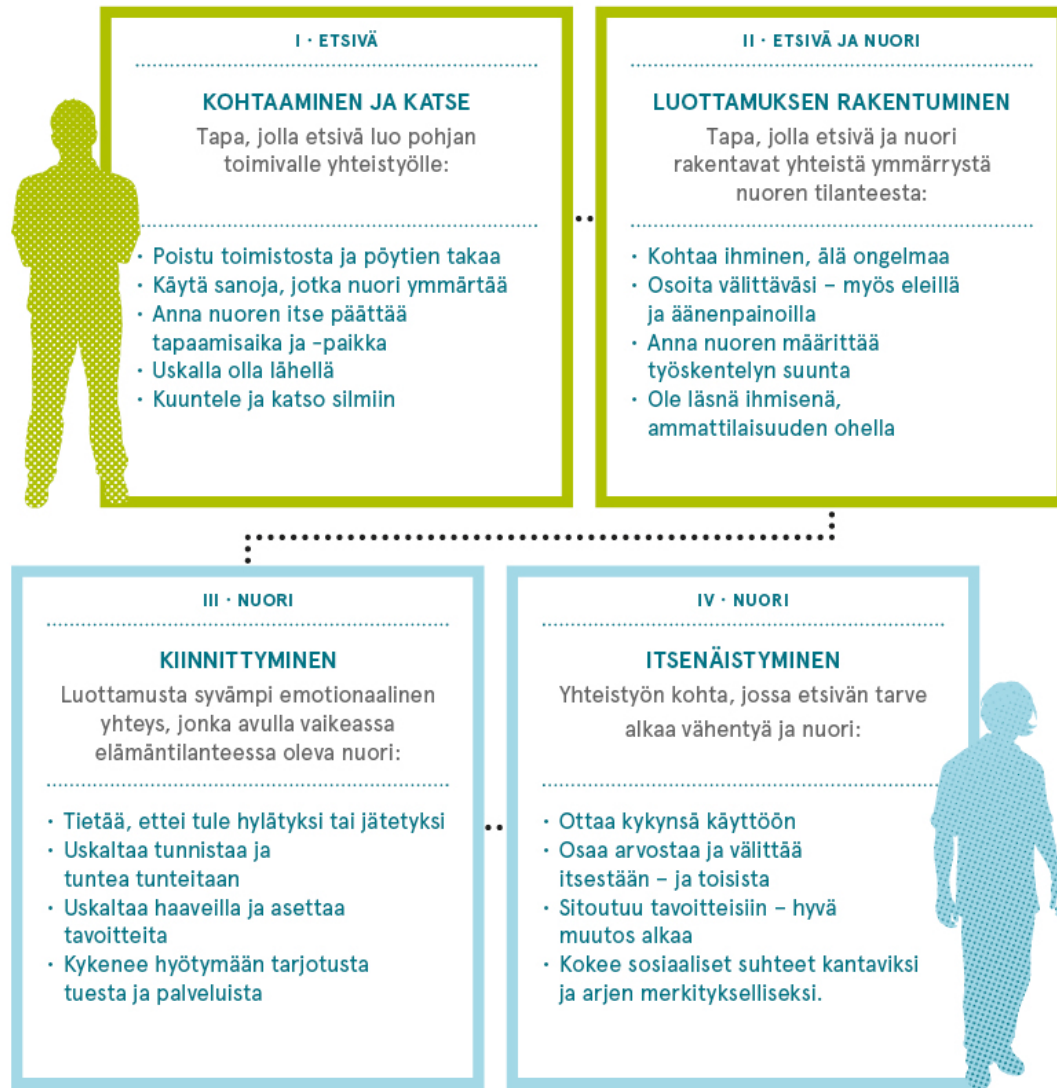 I · ETSIVÄ
KOHTAAMINEN JA KATSE
Tapa, jolla etsivä luo pohjan
toimivalle yhteistyölle:
· Poistu toimistosta ja pöytien takaa
· Käytä sanoja, jotka nuori ymmärtää
· Anna nuoren itse päättää
tapaamisaika ja -paikka
· Uskalla olla lähellä
· Kuuntele ja katso silmiin
II · ETSIVÄ JA NUORI
LUOTTAMUKSEN RAKENTUMINEN
Tapa, jolla etsivä ja nuori
rakentavat yhteistä ymmärrystä
nuoren tilanteesta:
· Kohtaa ihminen, älä ongelmaa
· Osoita välittäväsi – myös eleillä
ja äänenpainoilla
· Anna nuoren määrittää
työskentelyn suunta
· Ole läsnä ihmisenä,
ammattilaisuuden ohella
III · NUORI
KIINNITTYMINEN
Luottamusta syvämpi emotionaalinen
yhteys, jonka avulla vaikeassa
elämäntilanteessa oleva nuori:
· Tietää, ettei tule hylätyksi tai jätetyksi
· Uskaltaa tunnistaa ja
tuntea tunteitaan
· Uskaltaa haaveilla ja asettaa
tavoitteita
· Kykenee hyötymään tarjotusta
tuesta ja palveluista
IV · NUORI
ITSENÄISTYMINEN
Yhteistyön kohta, jossa etsivän tarve
alkaa vähentyä ja nuori:
· Ottaa kykynsä käyttöön
· Osaa arvostaa ja välittää
itsestään – ja toisista
· Sitoutuu tavoitteisiin – hyvä
muutos alkaa
· Kokee sosiaaliset suhteet kantaviksi
ja arjen merkitykselliseksi.